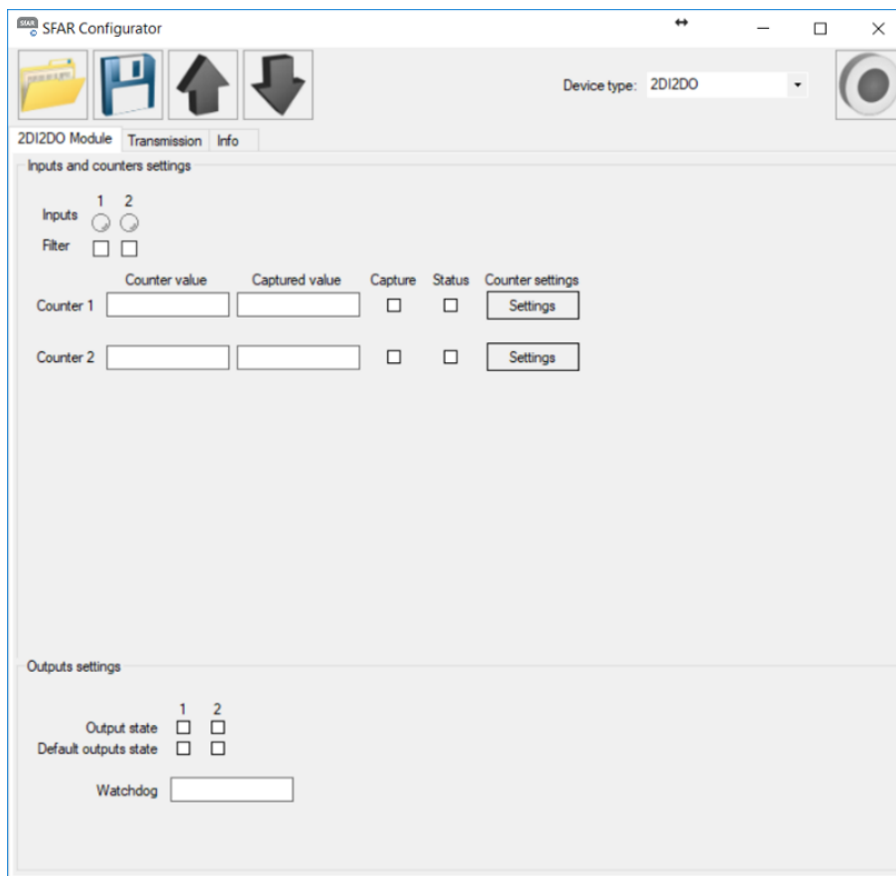 SFAR SFAR Configurator
Device type: 2DI2DO
2DI2DO Module Transmission Info
Inputs and counters settings
1 2
Inputs
Filter
Counter value Captured value Capture Status Counter settings
Counter 1 Settings
Counter 2 Settings
Outputs settings
1 2
Output state
Default outputs state
Watchdog